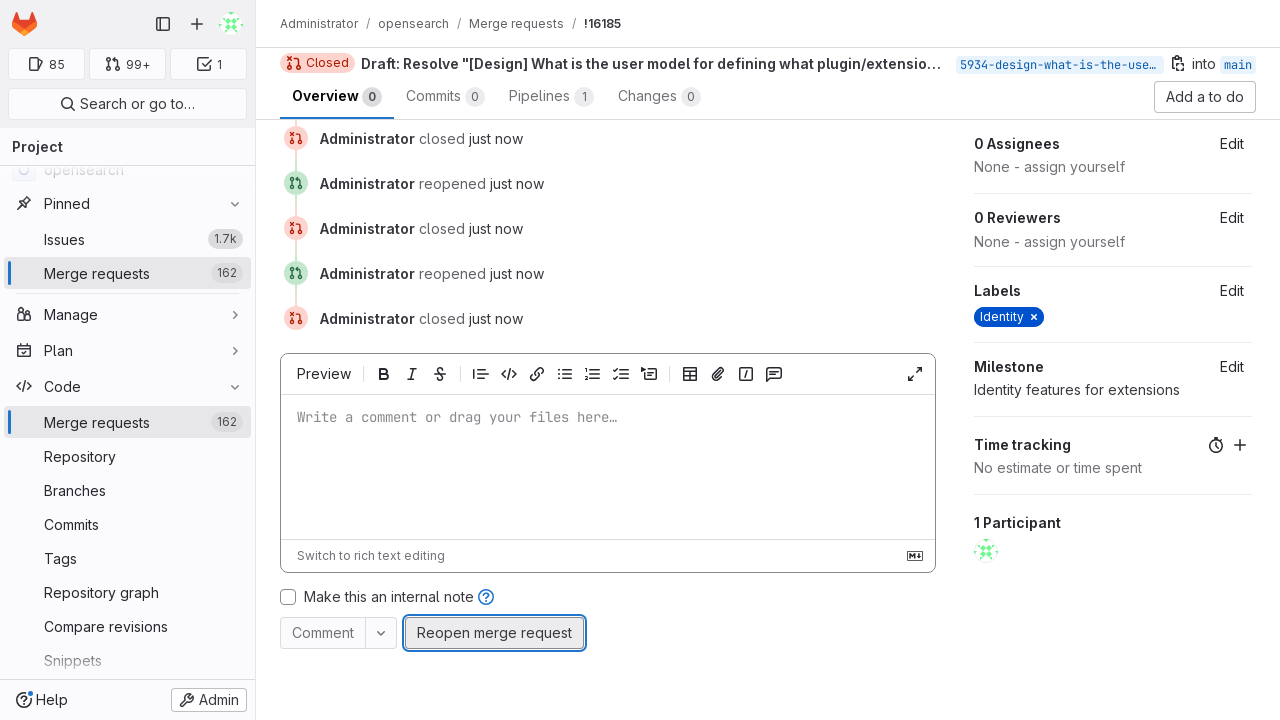 Administrator / opensearch / Merge requests / !16185
85 99+ 1
Search or go to…
Project
opensearch
Pinned
Issues 1.7k
Merge requests 162
Manage
Plan
Code
Merge requests 162
Repository
Branches
Commits
Tags
Repository graph
Compare revisions
Snippets
Help Admin
Closed Draft: Resolve "[Design] What is the user model for defining what plugin/extensio… 5934-design-what-is-the-use… into main
Overview 0 Commits 0 Pipelines 1 Changes 0 Add a to do
Administrator closed just now
Administrator reopened just now
Administrator closed just now
Administrator reopened just now
Administrator closed just now
Preview
Write a comment or drag your files here…
Switch to rich text editing
Make this an internal note
Comment Reopen merge request
0 Assignees Edit
None - assign yourself
0 Reviewers Edit
None - assign yourself
Labels Edit
Identity ×
Milestone Edit
Identity features for extensions
Time tracking
No estimate or time spent
1 Participant